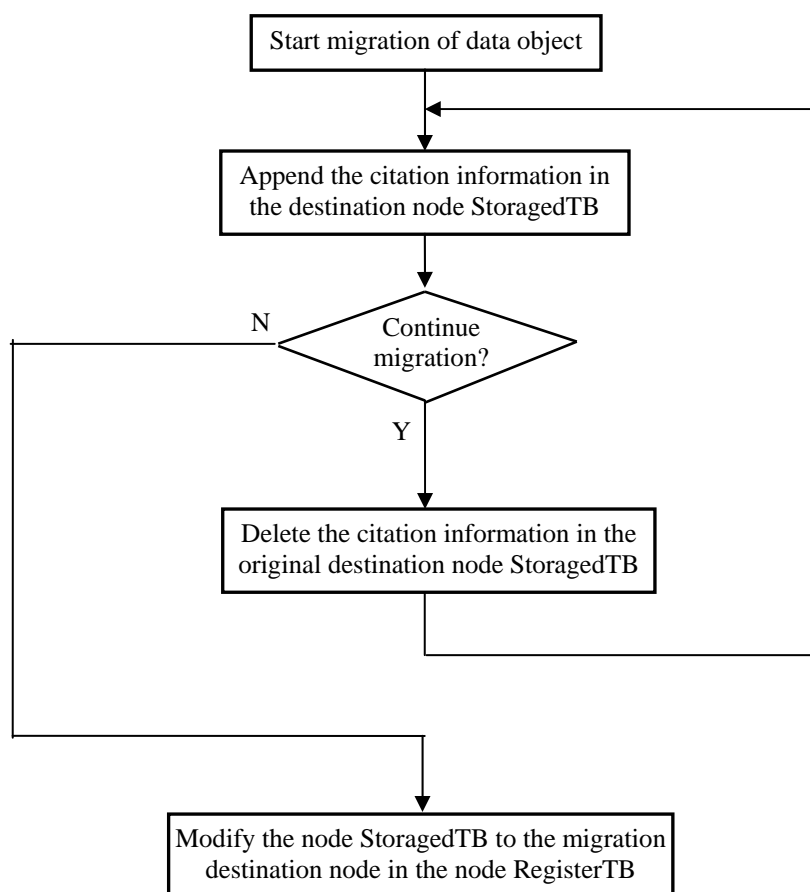 Start migration of data object
Append the citation information in
the destination node StoragedTB
N
Continue
migration?
Y
Delete the citation information in the
original destination node StoragedTB
Modify the node StoragedTB to the migration
destination node in the node RegisterTB